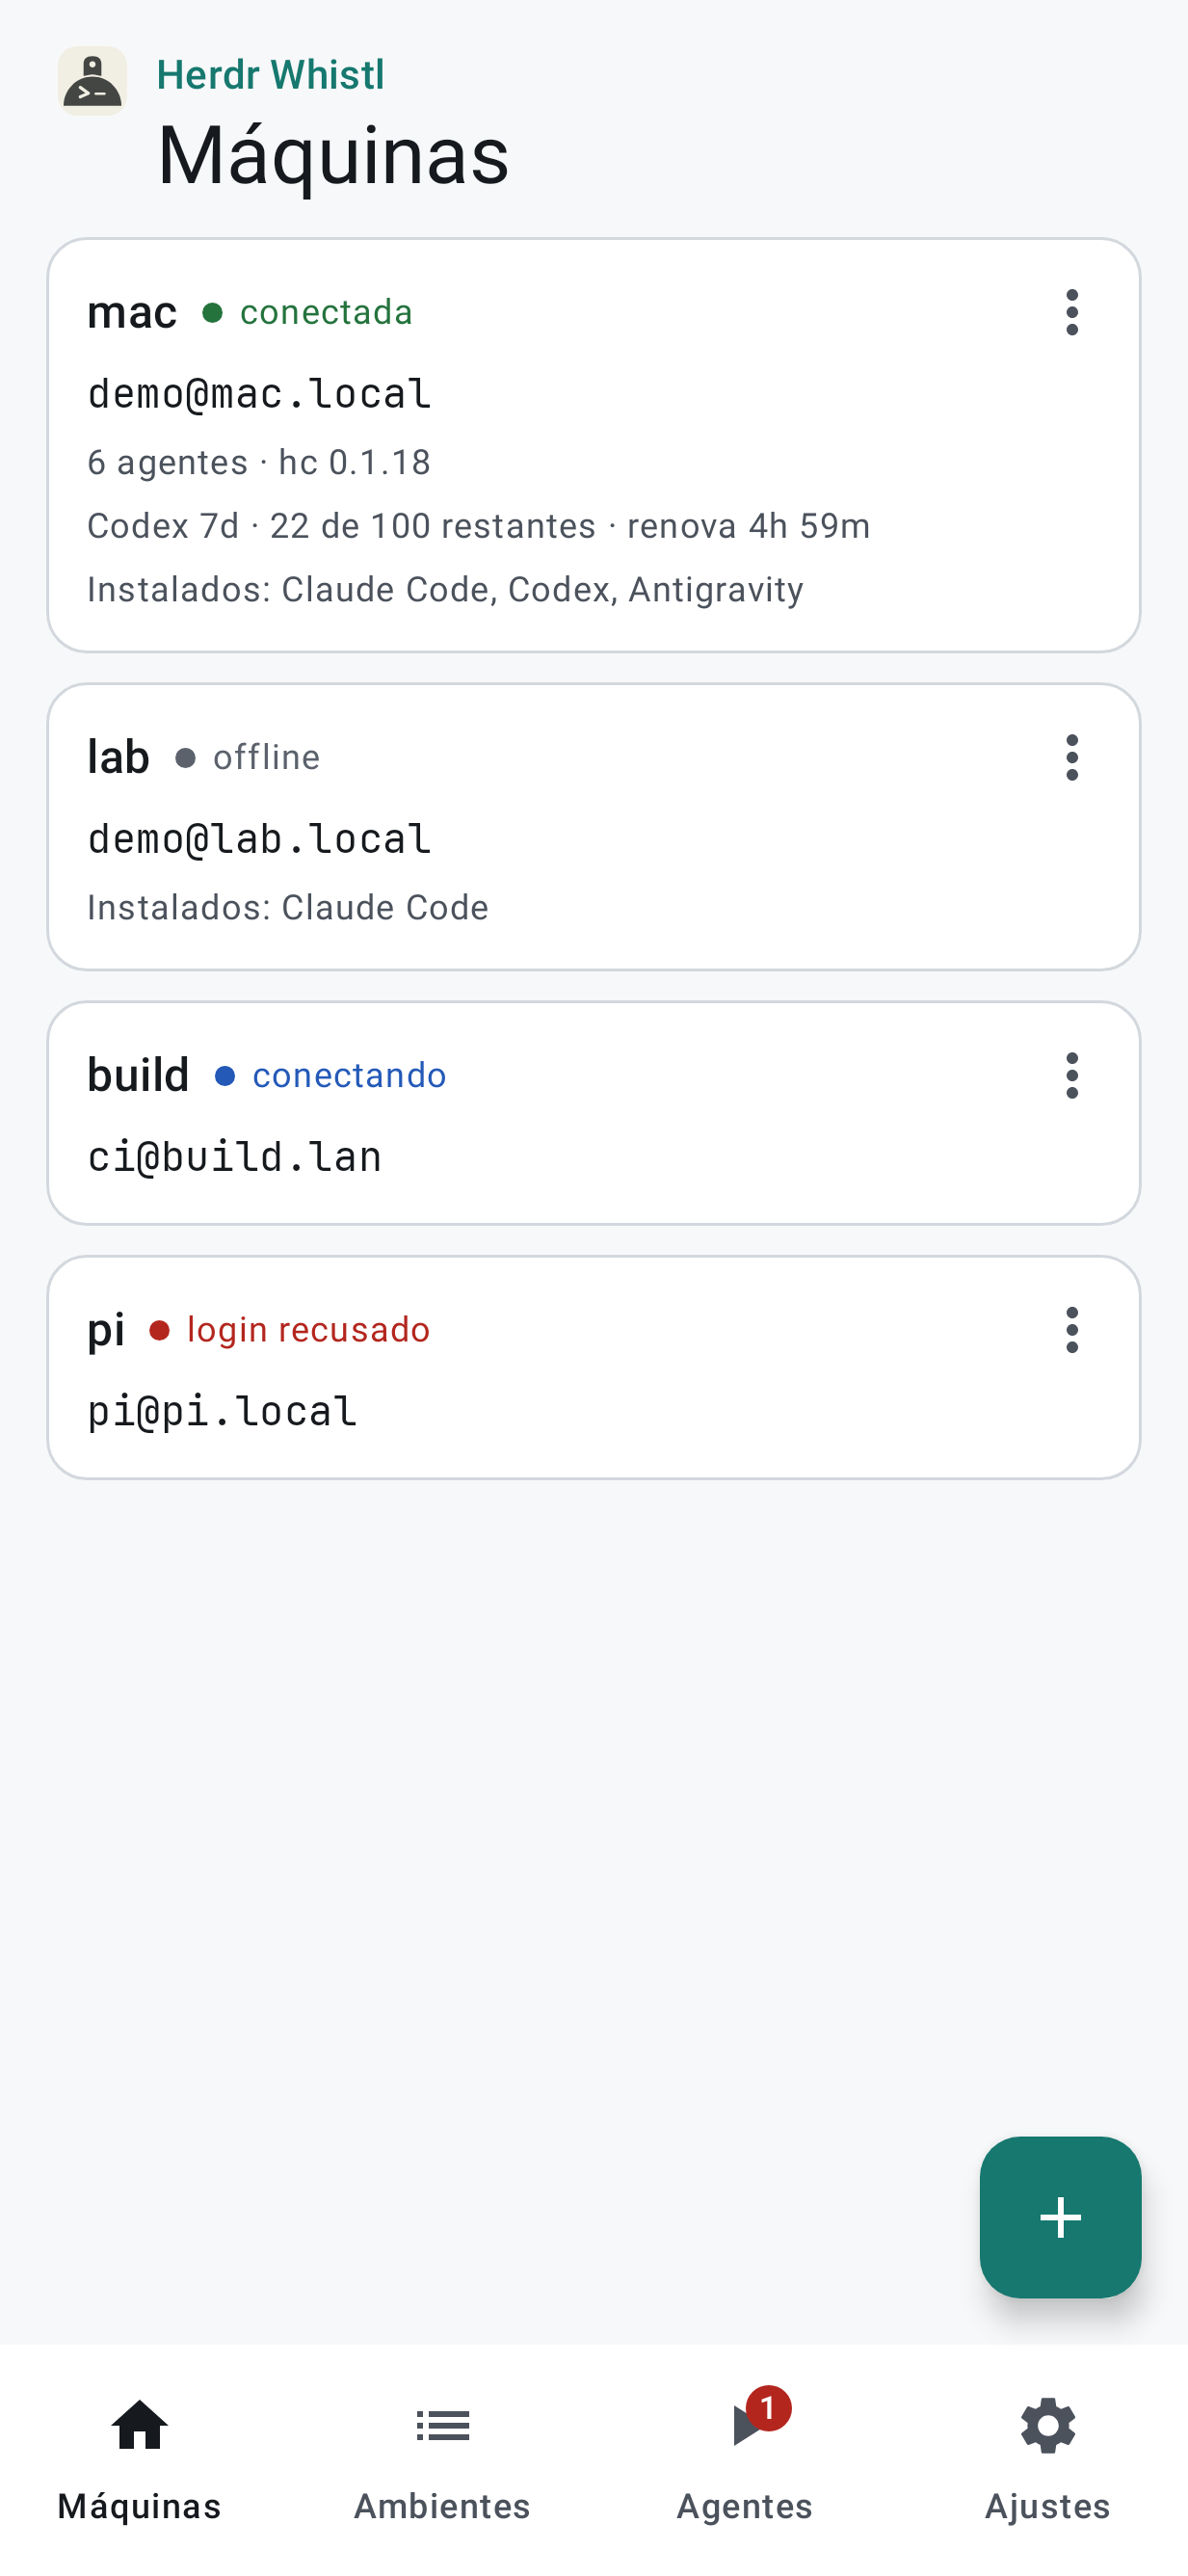 Herdr Whistl
Máquinas
mac ● conectada
demo@mac.local
6 agentes · hc 0.1.18
Codex 7d · 22 de 100 restantes · renova 4h 59m
Instalados: Claude Code, Codex, Antigravity
lab ● offline
demo@lab.local
Instalados: Claude Code
build ● conectando
ci@build.lan
pi ● login recusado
pi@pi.local
1
Máquinas Ambientes Agentes Ajustes